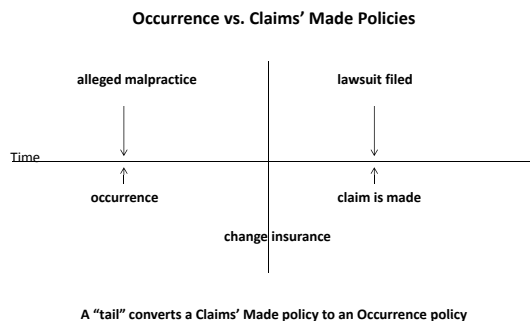 Occurrence vs. Claims’ Made Policies
alleged malpractice lawsuit filed
Time
occurrence claim is made
change insurance
A “tail” converts a Claims’ Made policy to an Occurrence policy